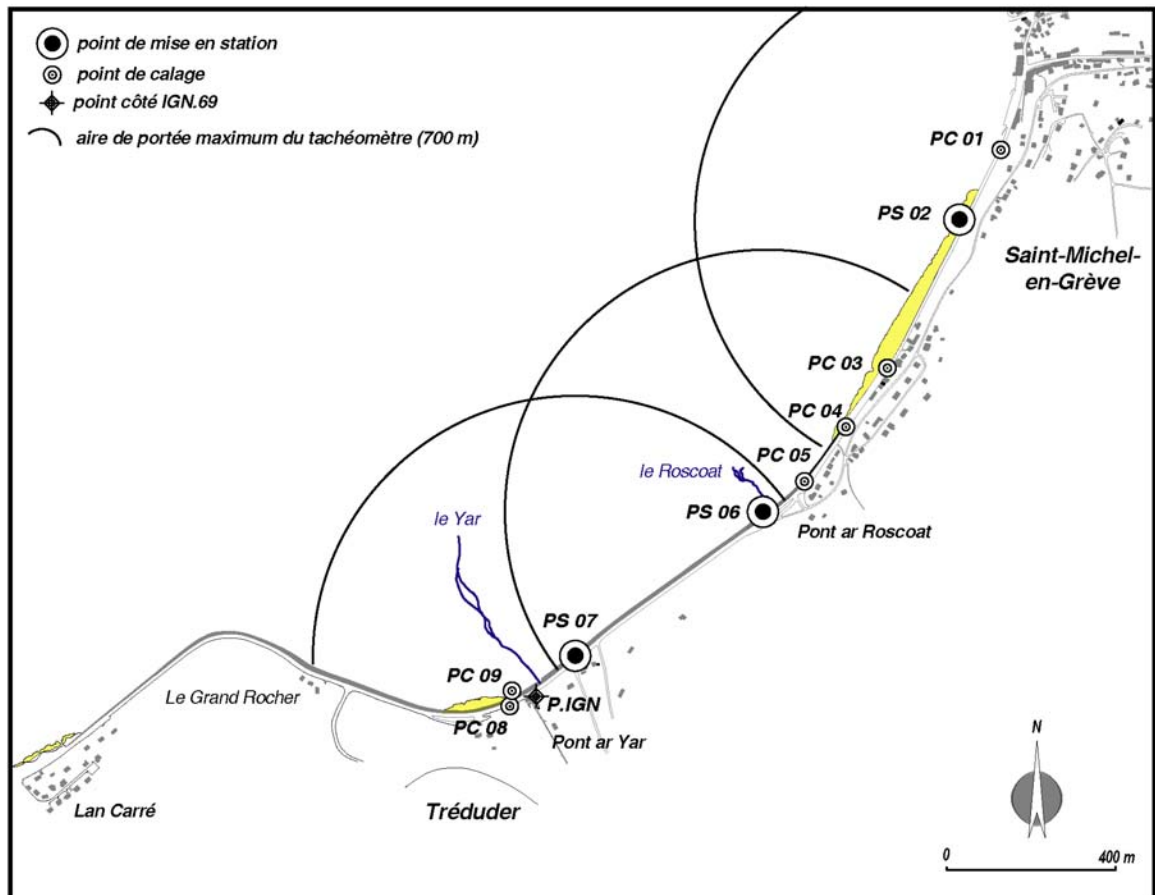 point de mise en station
point de calage
point côté IGN.69
aire de portée maximum du tachéomètre (700 m)
PC 01
PS 02
Saint-Michel-
en-Grève
PC 03
PC 04
PC 05
le Roscoat
PS 06
Pont ar Roscoat
le Yar
PS 07
PC 09
Le Grand Rocher
P.IGN
PC 08
Pont ar Yar
Lan Carré
Tréduder
N
0 400 m